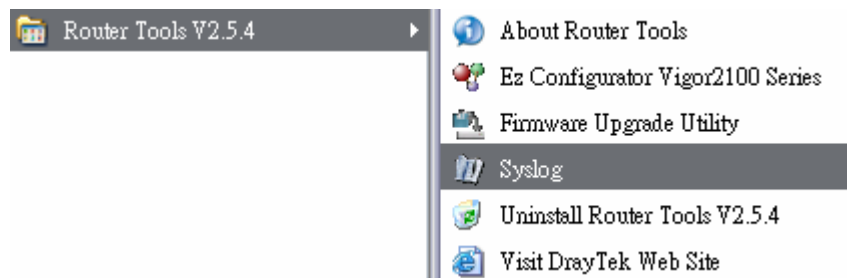 Router Tools V2.5.4
About Router Tools
Ez Configurator Vigor2100 Series
Firmware Upgrade Utility
Syslog
Uninstall Router Tools V2.5.4
Visit DrayTek Web Site